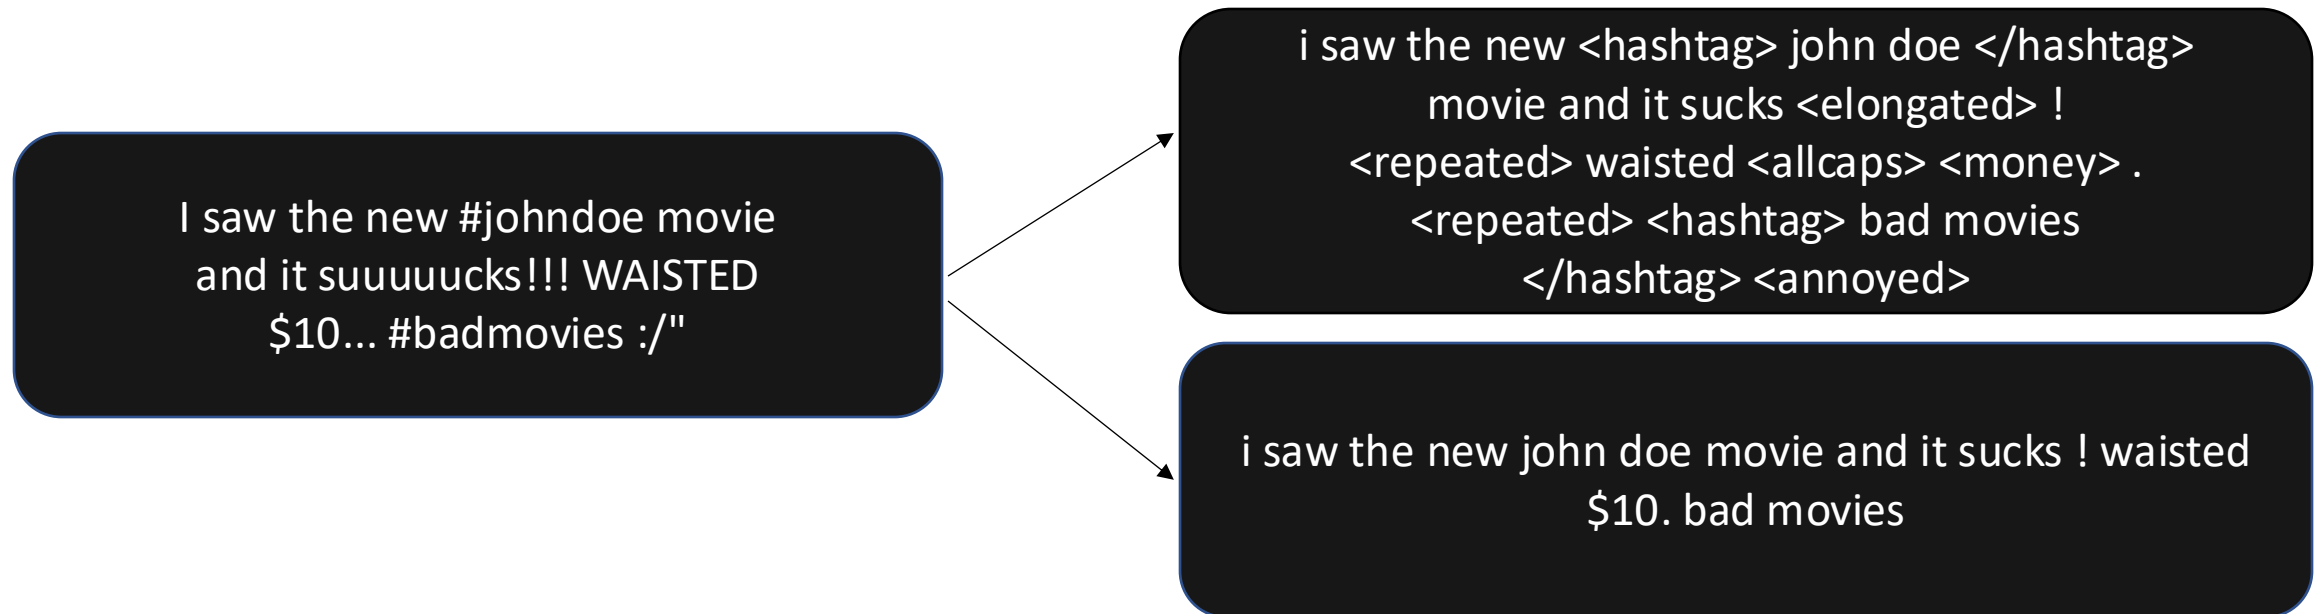 I saw the new #johndoe movie
and it suuuuucks!!! WAISTED
$10... #badmovies :/"
i saw the new <hashtag> john doe </hashtag>
movie and it sucks <elongated> !
<repeated> waisted <allcaps> <money> .
<repeated> <hashtag> bad movies
</hashtag> <annoyed>
i saw the new john doe movie and it sucks ! waisted
$10. bad movies